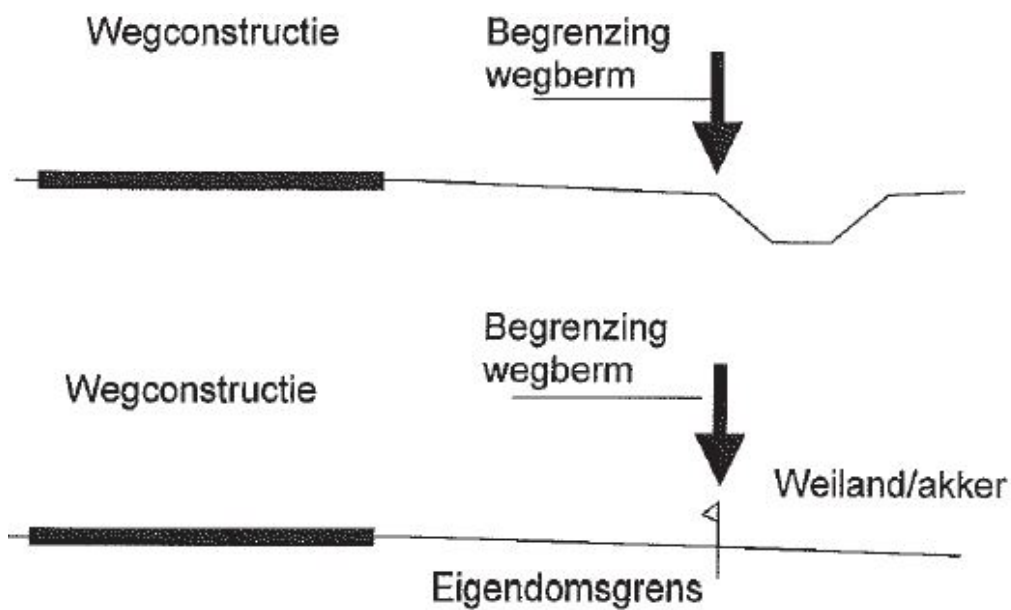 Wegconstructie
Begrenzing
wegberm
Begrenzing
wegberm
Wegconstructie
Weiland/akker
Eigendomsgrens